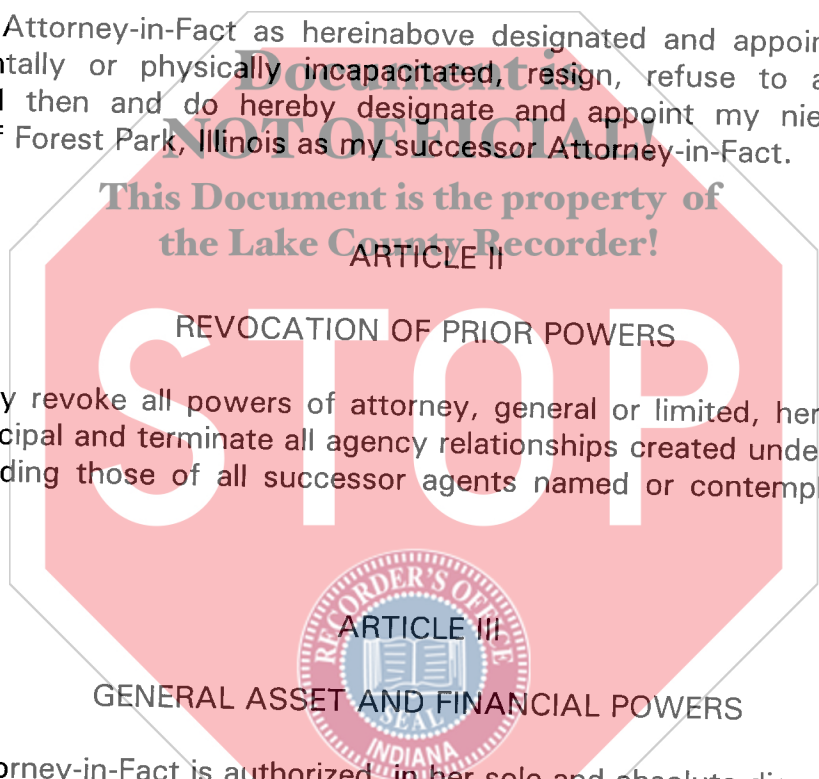 Attorney-in-Fact as hereinabove designated and appoin
ntally or physically incapacitated, resign, refuse to a
then and do hereby designate and appoint my nie
f Forest Park, Illinois as my successor Attorney-in-Fact.
Document is
NOT OFFICIAL!
This Document is the property of
the Lake County Recorder!
ARTICLE II
REVOCATION OF PRIOR POWERS
STOP
y revoke all powers of attorney, general or limited, her
cipal and terminate all agency relationships created unde
ding those of all successor agents named or contempl
RECORDER'S OFFICE
SEAL
INDIANA
ARTICLE III
GENERAL ASSET AND FINANCIAL POWERS
orney-in-Fact is authorized, in her sole and absolute